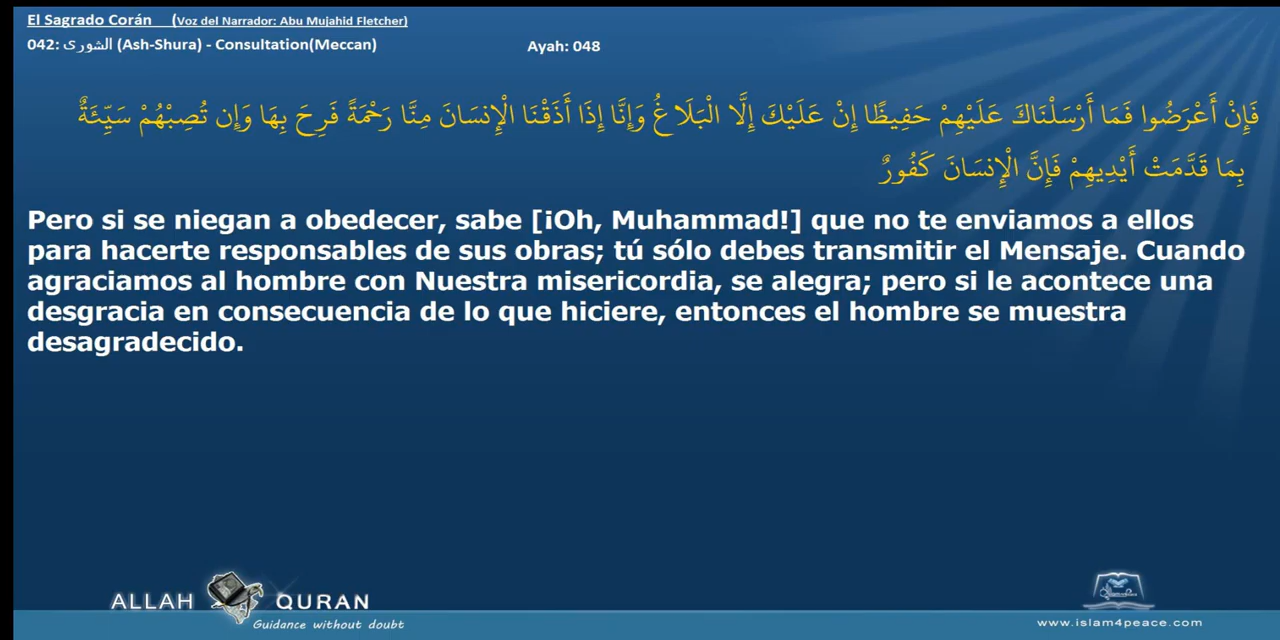 El Sagrado Corán (Voz del Narrador: Abu Mujahid Fletcher)
042: الشورى (Ash-Shura) - Consultation(Meccan) Ayah: 048
فَإِنْ أَعْرَضُوا فَمَا أَرْسَلْنَاكَ عَلَيْهِمْ حَفِيظًا إِنْ عَلَيْكَ إِلَّا الْبَلَاغُ وَإِنَّا إِذَا أَذَقْنَا الْإِنسَانَ مِنَّا رَحْمَةً فَرِحَ بِهَا وَإِن تُصِبْهُمْ سَيِّئَةٌ
بِمَا قَدَّمَتْ أَيْدِيهِمْ فَإِنَّ الْإِنسَانَ كَفُورٌ
Pero si se niegan a obedecer, sabe [¡Oh, Muhammad!] que no te enviamos a ellos
para hacerte responsables de sus obras; tú sólo debes transmitir el Mensaje. Cuando
agraciamos al hombre con Nuestra misericordia, se alegra; pero si le acontece una
desgracia en consecuencia de lo que hiciere, entonces el hombre se muestra
desagradecido.
ALLAH QURAN
Guidance without doubt
www.islam4peace.com